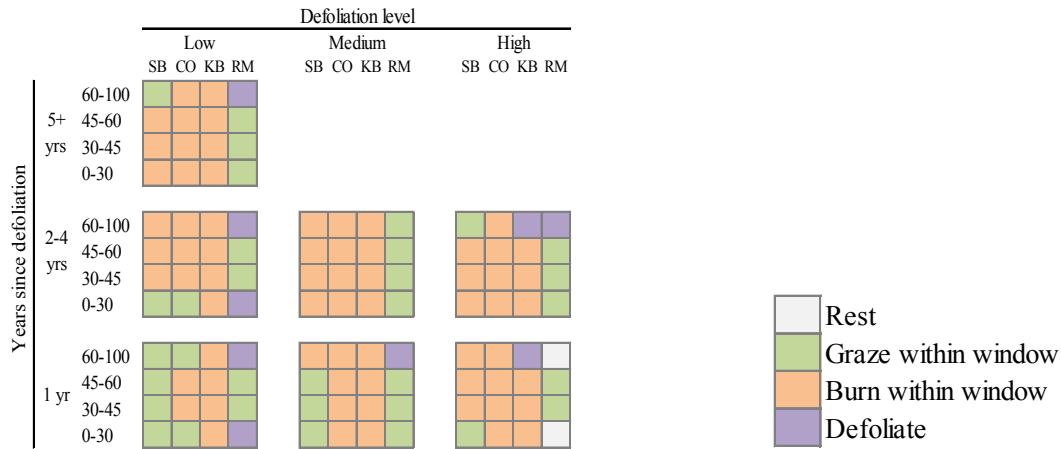 Defoliation level
Low Medium High
SB CO KB RM SB CO KB RM SB CO KB RM
Years since defoliation
5+ yrs
60-100
45-60
30-45
0-30
2-4 yrs
60-100
45-60
30-45
0-30
1 yr
60-100
45-60
30-45
0-30
Rest
Graze within window
Burn within window
Defoliate